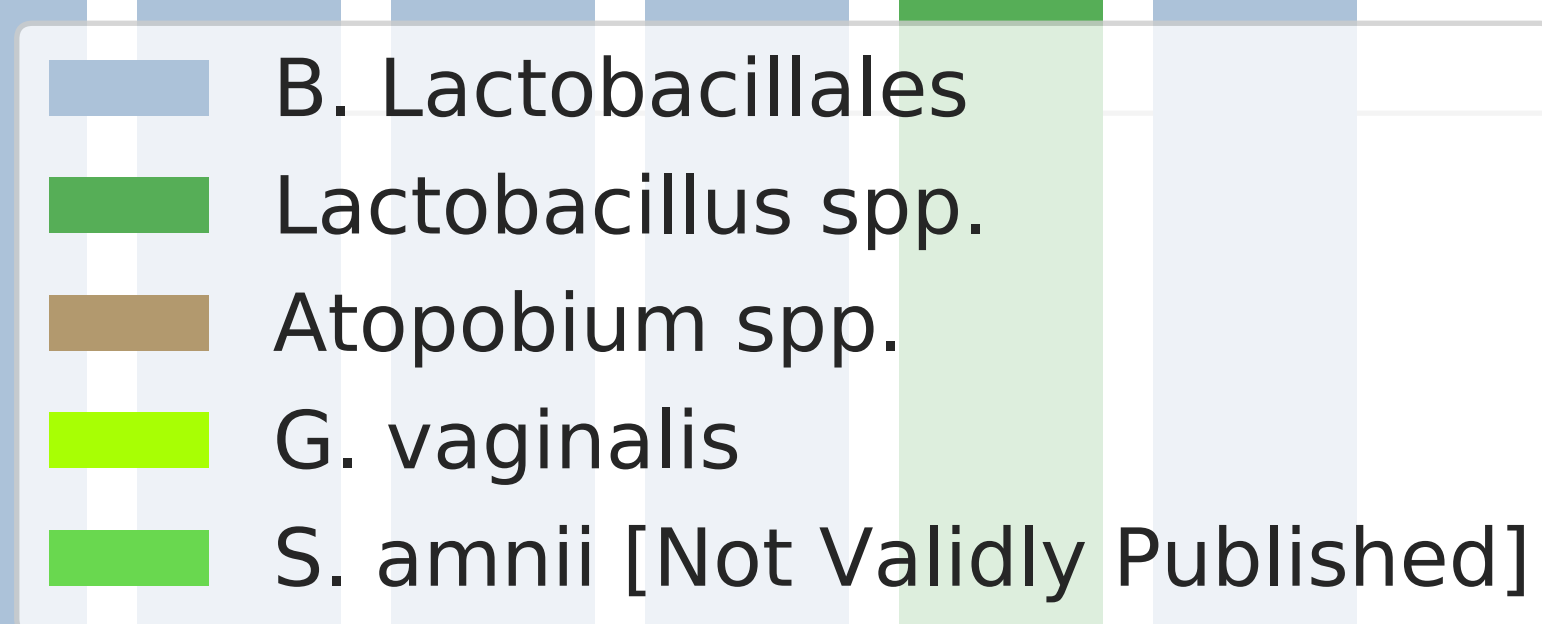 B. Lactobacillales
Lactobacillus spp.
Atopobium spp.
G. vaginalis
S. amnii [Not Validly Published]